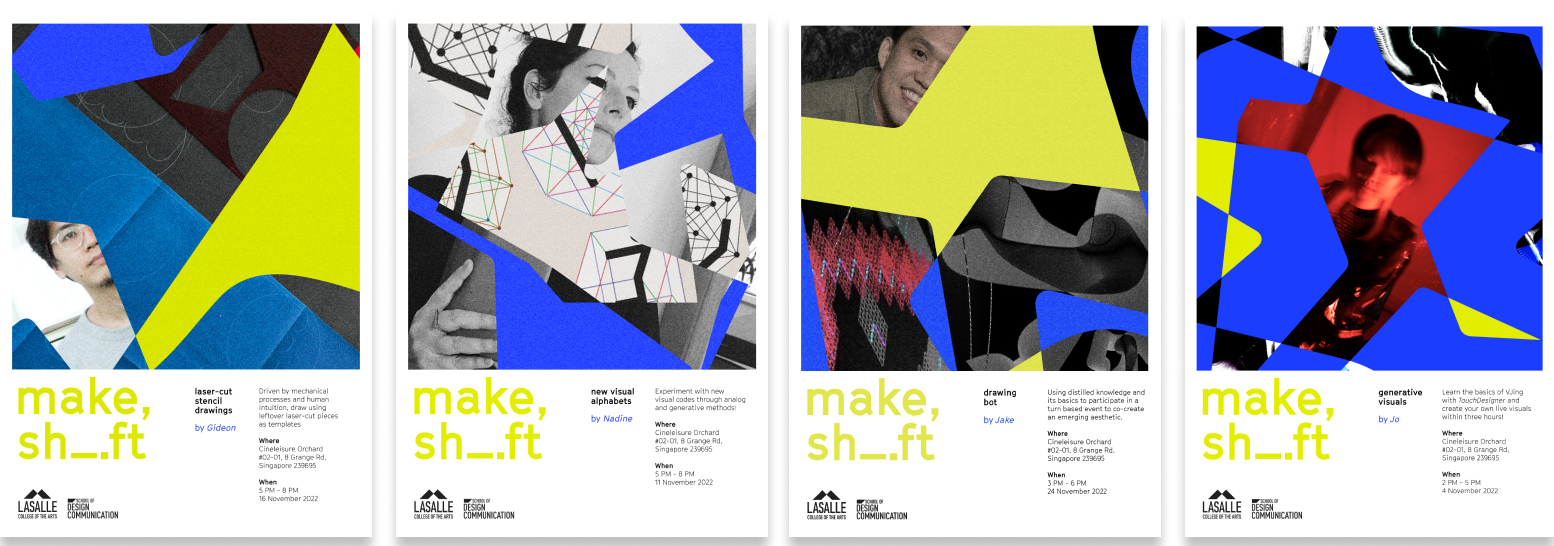 make,
sh_.ft
laser-cut
stencil
drawings
by Gideon
Driven by mechanical
processes and human
intuition, draw using
leftover laser-cut pieces
as templates
Where
Cineleisure Orchard
#02-01, 8 Grange Rd,
Singapore 239695
When
5 PM – 8 PM
16 November 2022
LASALLE
COLLEGE OF THE ARTS
SCHOOL OF
DESIGN
COMMUNICATION
make,
sh_.ft
new visual
alphabets
by Nadine
Experiment with new
visual codes through analog
and generative methods!
Where
Cineleisure Orchard
#02-01, 8 Grange Rd,
Singapore 239695
When
5 PM – 8 PM
11 November 2022
LASALLE
COLLEGE OF THE ARTS
SCHOOL OF
DESIGN
COMMUNICATION
make,
sh_.ft
drawing
bot
by Jake
Using distilled knowledge and
its basics to participate in a
turn based event to co-create
an emerging aesthetic.
Where
Cineleisure Orchard
#02-01, 8 Grange Rd,
Singapore 239695
When
3 PM – 6 PM
24 November 2022
LASALLE
COLLEGE OF THE ARTS
SCHOOL OF
DESIGN
COMMUNICATION
make,
sh_.ft
generative
visuals
by Jo
Learn the basics of VJing
with TouchDesigner and
create your own live visuals
within three hours!
Where
Cineleisure Orchard
#02-01, 8 Grange Rd,
Singapore 239695
When
2 PM – 5 PM
4 November 2022
LASALLE
COLLEGE OF THE ARTS
SCHOOL OF
DESIGN
COMMUNICATION